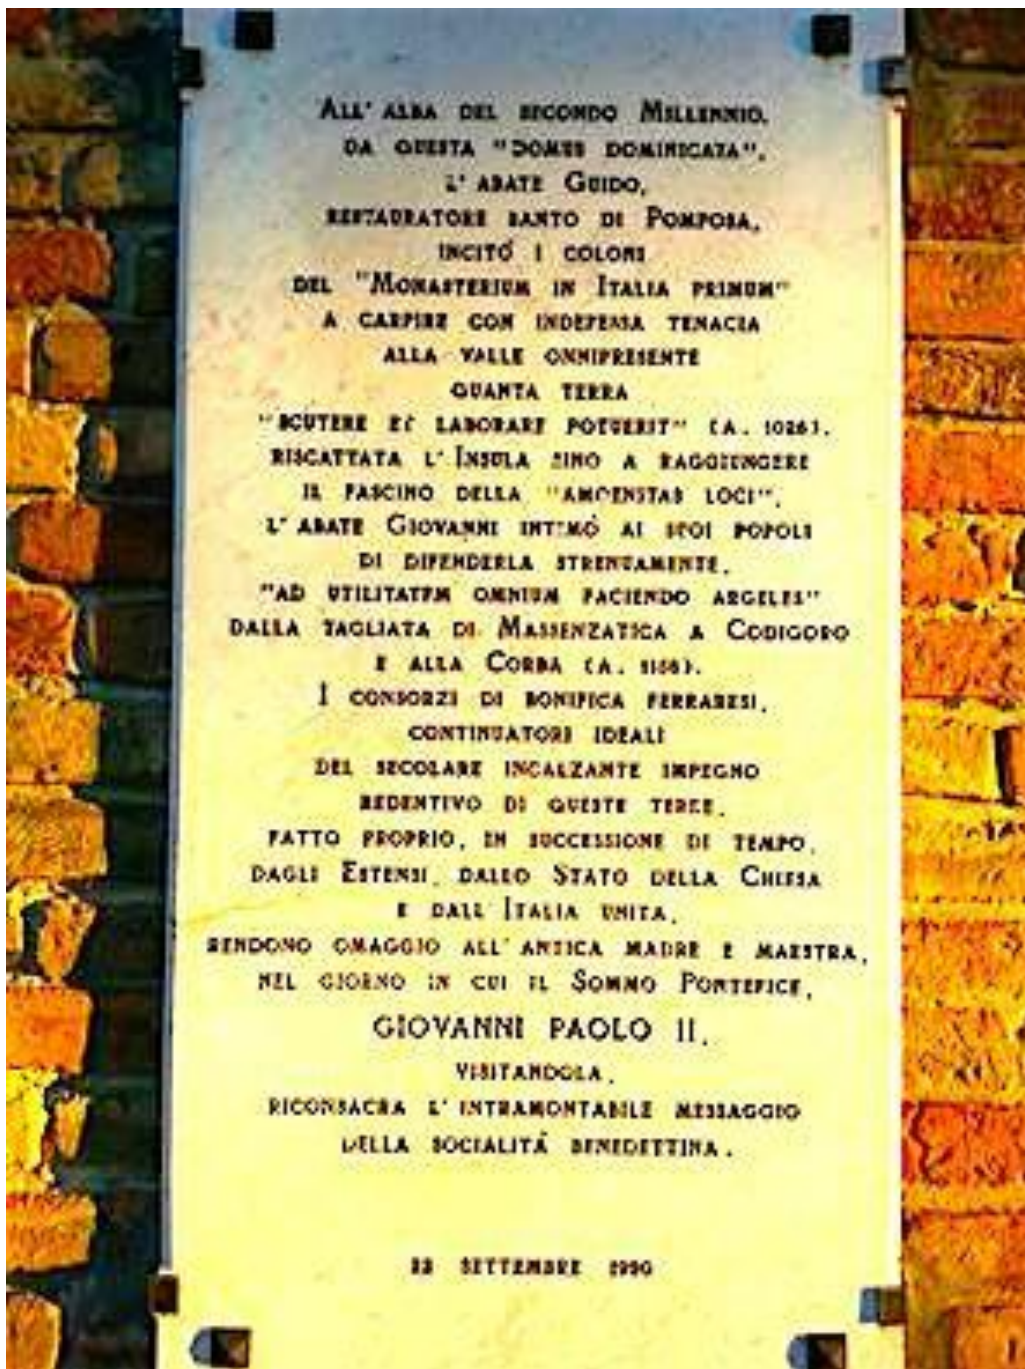 ALL'ALBA DEL SECONDO MILLENNIO,
DA QUESTA "DOMUS DOMINICATA",
L'ABATE GUIDO,
RESTAURATORE SANTO DI POMPOSA,
INCITÒ I COLONI
DEL "MONASTERIUM IN ITALIA PRIMUM"
A CARPIRE CON INDEFESSA TENACIA
ALLA VALLE ONNIPRESENTE
QUANTA TERRA
"SCUTERE ET LABORARE POTUERIT" (A. 1026).
RISCATTATA L'INSULA SINO A RAGGIUNGERE
IL FASCINO DELLA "AMOENITAS LOCI",
L'ABATE GIOVANNI INTIMÒ AI SUOI POPOLI
DI DIFENDERLA STRENUAMENTE,
"AD UTILITATEM OMNIUM FACIENDO ARGELES"
DALLA TAGLIATA DI MASSENZATICA A CODIGORO
E ALLA CORBA (A. ).
I CONSORZI DI BONIFICA FERRARESI,
CONTINUATORI IDEALI
DEL SECOLARE INCALZANTE IMPEGNO
REDENTIVO DI QUESTE TERRE,
FATTO PROPRIO, IN SUCCESSIONE DI TEMPO,
DAGLI ESTENSI, DALLO STATO DELLA CHIESA
E DALL'ITALIA UNITA,
RENDONO OMAGGIO ALL'ANTICA MADRE E MAESTRA,
NEL GIORNO IN CUI IL SOMMO PONTEFICE,
GIOVANNI PAOLO II,
VISITANDOLA,
RICONSACRA L'INTRAMONTABILE MESSAGGIO
DELLA SOCIALITÀ BENEDETTINA.
SETTEMBRE 1990